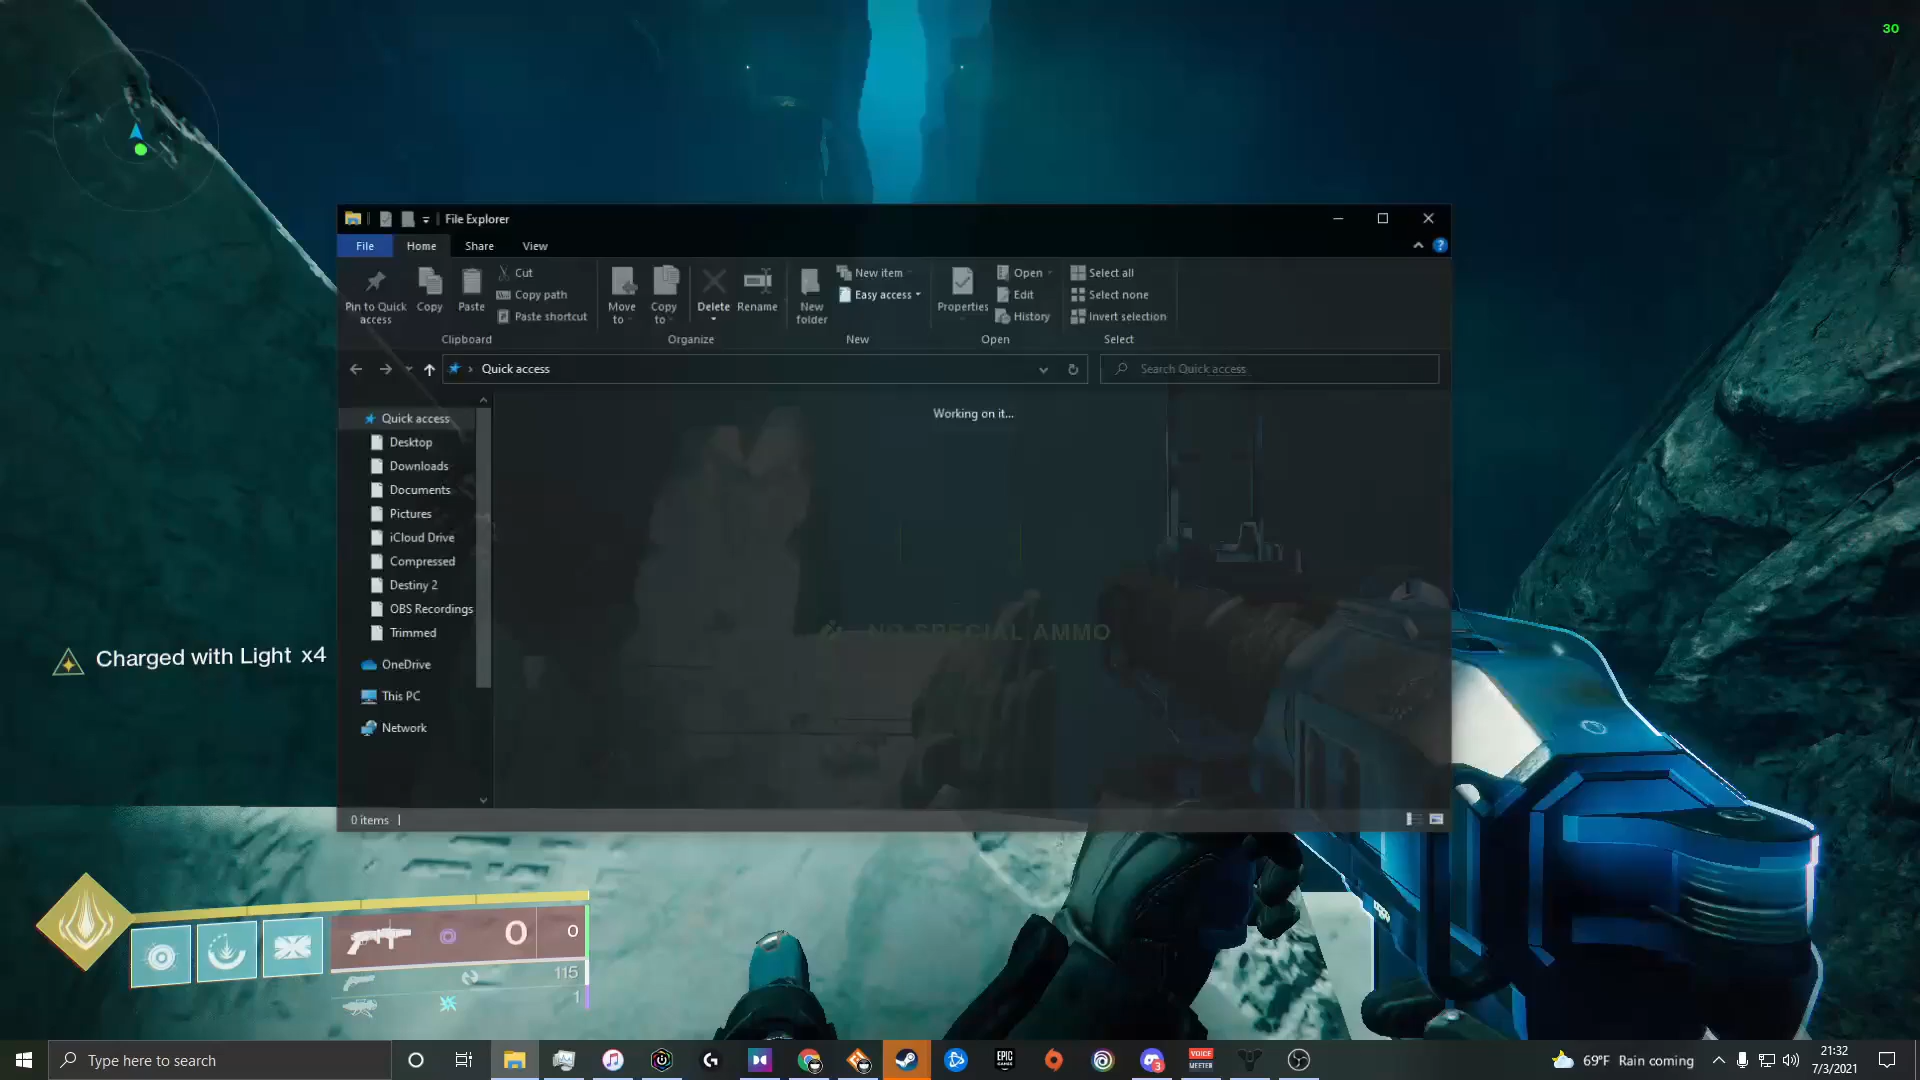 30
File Explorer
File Home Share View
Pin to Quick access
Copy
Paste
Cut
Copy path
Paste shortcut
Clipboard
Move to
Copy to
Delete
Rename
Organize
New folder
New item
Easy access
New
Properties
Open
Edit
History
Open
Select all
Select none
Invert selection
Select
Quick access
Search Quick access
Working on it...
Quick access
Desktop
Downloads
Documents
Pictures
iCloud Drive
Compressed
Destiny 2
OBS Recordings
Trimmed
OneDrive
This PC
Network
NO SPECIAL AMMO
Charged with Light x4
0 items
0 0
115
1
Type here to search
EPIC GAMES
3
VOICE MEETER
69°F Rain coming
21:32
7/3/2021